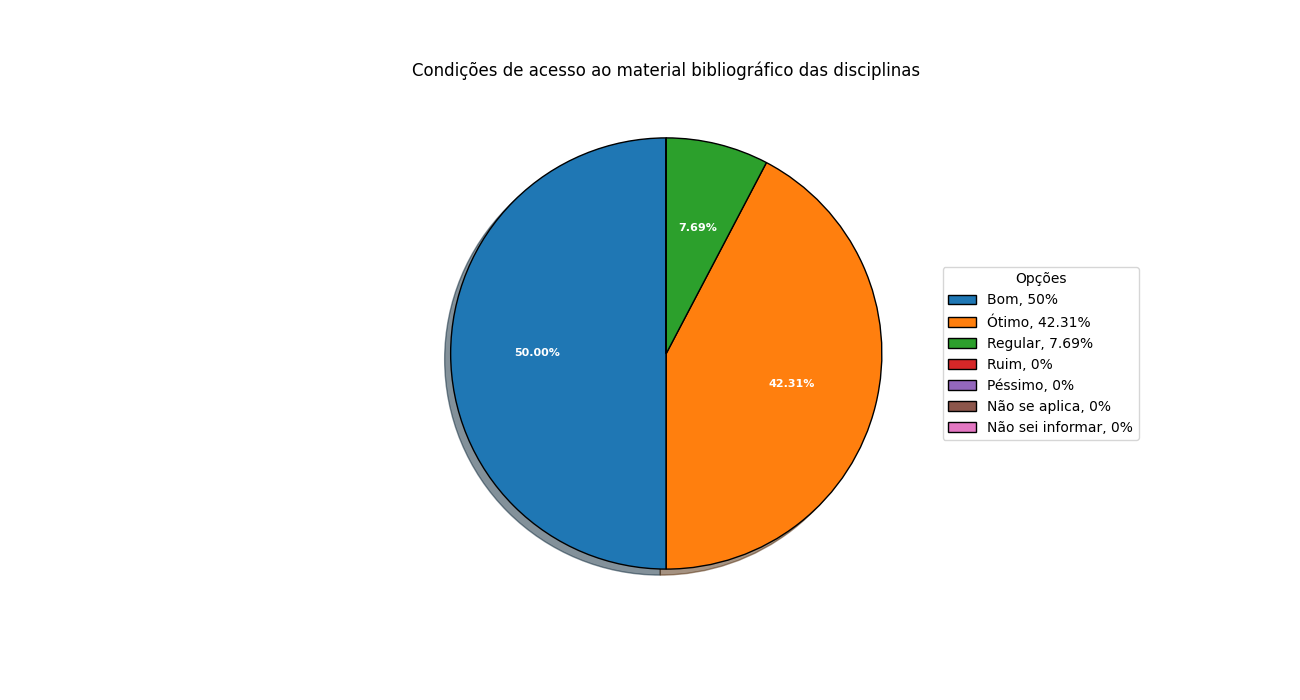 Condições de acesso ao material bibliográfico das disciplinas
7.69%
50.00%
42.31%
Opções
Bom, 50%
Ótimo, 42.31%
Regular, 7.69%
Ruim, 0%
Péssimo, 0%
Não se aplica, 0%
Não sei informar, 0%